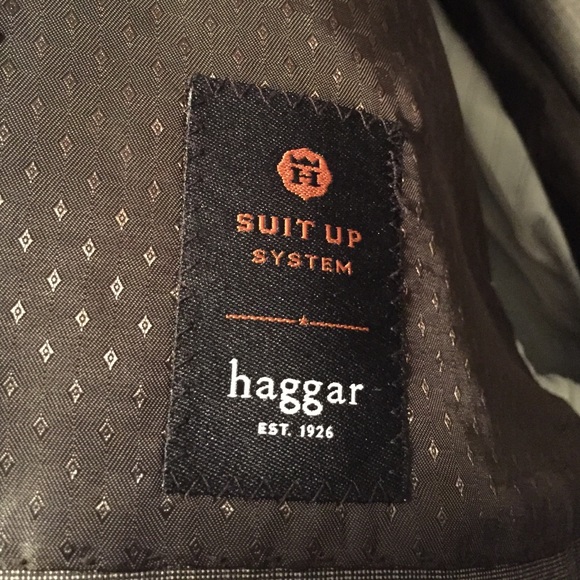 H
SUIT UP
SYSTEM
haggar
EST. 1926